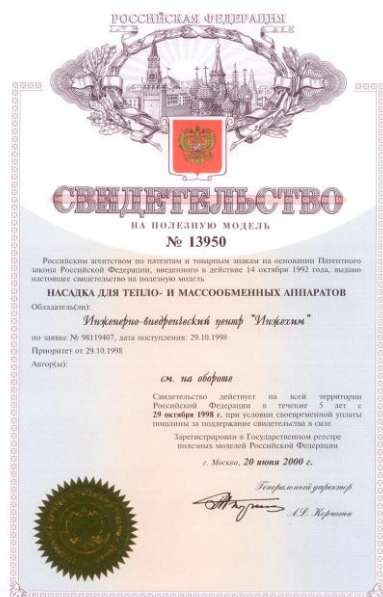 РОССИЙСКАЯ ФЕДЕРАЦИЯ
СВИДЕТЕЛЬСТВО
НА ПОЛЕЗНУЮ МОДЕЛЬ
№ 13950
Российским агентством по патентам и товарным знакам на основании Патентного
закона Российской Федерации, введенного в действие 14 октября 1992 года, выдано
настоящее свидетельство на полезную модель
НАСАДКА ДЛЯ ТЕПЛО- И МАССООБМЕННЫХ АППАРАТОВ
Обладатель(ли):
Инженерно-внедренческий центр "Инжехим"
по заявке № 98119407, дата поступления: 29.10.1998
Приоритет от 29.10.1998
Автор(ы):
см. на обороте
Свидетельство действует на всей территории
Российской Федерации в течение 5 лет с
29 октября 1998 г. при условии своевременной уплаты
пошлины за поддержание свидетельства в силе
Зарегистрирован в Государственном реестре
полезных моделей Российской Федерации
г. Москва, 20 июня 2000 г.
Генеральный директор
А.Д. Корчагин